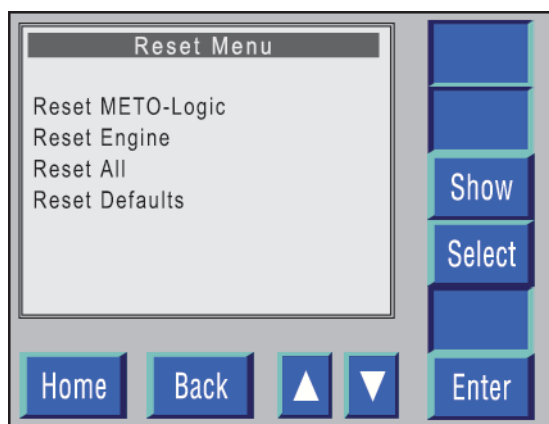 Reset Menu
Reset METO-Logic
Reset Engine
Reset All
Reset Defaults
Show
Select
Home
Back
Enter